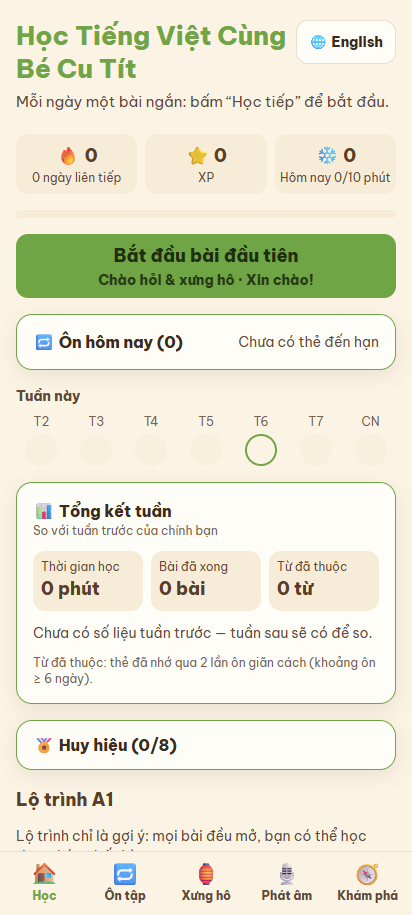 Học Tiếng Việt Cùng
Bé Cu Tít
English
Mỗi ngày một bài ngắn: bấm “Học tiếp” để bắt đầu.
0
0 ngày liên tiếp
0
XP
0
Hôm nay 0/10 phút
Bắt đầu bài đầu tiên
Chào hỏi & xưng hô · Xin chào!
Ôn hôm nay (0)
Chưa có thẻ đến hạn
Tuần này
T2 T3 T4 T5 T6 T7 CN
Tổng kết tuần
So với tuần trước của chính bạn
Thời gian học
0 phút
Bài đã xong
0 bài
Từ đã thuộc
0 từ
Chưa có số liệu tuần trước — tuần sau sẽ có để so.
Từ đã thuộc: thẻ đã nhớ qua 2 lần ôn giãn cách (khoảng ôn
≥ 6 ngày).
Huy hiệu (0/8)
Lộ trình A1
Lộ trình chỉ là gợi ý: mọi bài đều mở, bạn có thể học
Học
Ôn tập
Xưng hô
Phát âm
Khám phá